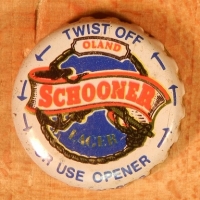 TWIST OFF
OLAND
SCHOONER
LAGER
OR USE OPENER